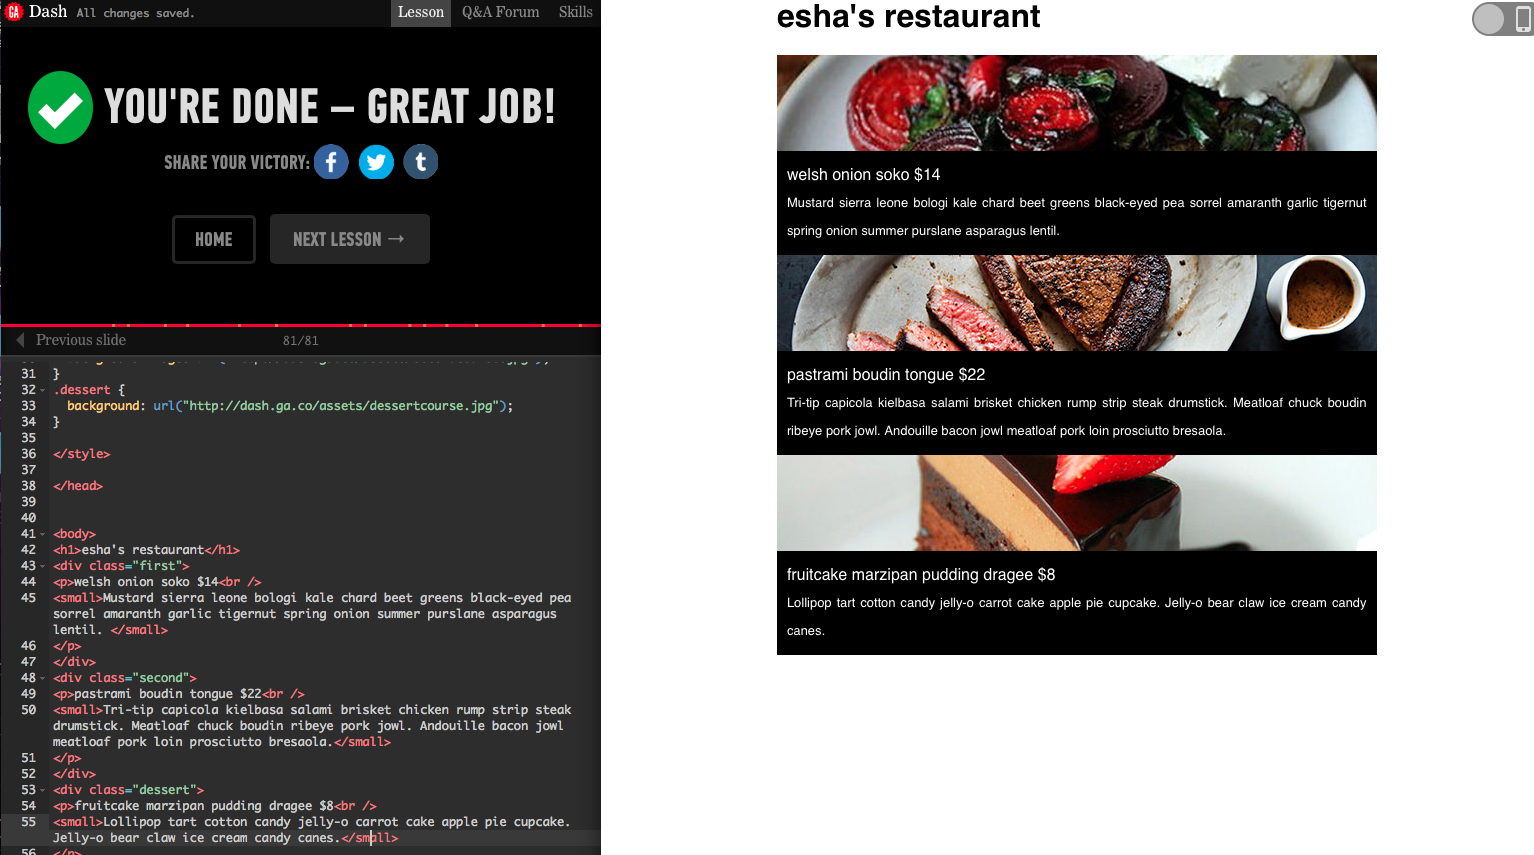 GA Dash All changes saved. Lesson Q&A Forum Skills
YOU'RE DONE – GREAT JOB!
SHARE YOUR VICTORY: f t
HOME NEXT LESSON →
Previous slide 81/81
31 }
32 .dessert {
33 background: url("http://dash.ga.co/assets/dessertcourse.jpg");
34 }
35
36 </style>
37
38 </head>
39
40
41 <body>
42 <h1>esha's restaurant</h1>
43 <div class="first">
44 <p>welsh onion soko $14<br />
45 <small>Mustard sierra leone bologi kale chard beet greens black-eyed pea
sorrel amaranth garlic tigernut spring onion summer purslane asparagus
lentil. </small>
46 </p>
47 </div>
48 <div class="second">
49 <p>pastrami boudin tongue $22<br />
50 <small>Tri-tip capicola kielbasa salami brisket chicken rump strip steak
drumstick. Meatloaf chuck boudin ribeye pork jowl. Andouille bacon jowl
meatloaf pork loin prosciutto bresaola.</small>
51 </p>
52 </div>
53 <div class="dessert">
54 <p>fruitcake marzipan pudding dragee $8<br />
55 <small>Lollipop tart cotton candy jelly-o carrot cake apple pie cupcake.
Jelly-o bear claw ice cream candy canes.</small>
56 </p>
esha's restaurant
welsh onion soko $14
Mustard sierra leone bologi kale chard beet greens black-eyed pea sorrel amaranth garlic tigernut
spring onion summer purslane asparagus lentil.
pastrami boudin tongue $22
Tri-tip capicola kielbasa salami brisket chicken rump strip steak drumstick. Meatloaf chuck boudin
ribeye pork jowl. Andouille bacon jowl meatloaf pork loin prosciutto bresaola.
fruitcake marzipan pudding dragee $8
Lollipop tart cotton candy jelly-o carrot cake apple pie cupcake. Jelly-o bear claw ice cream candy
canes.